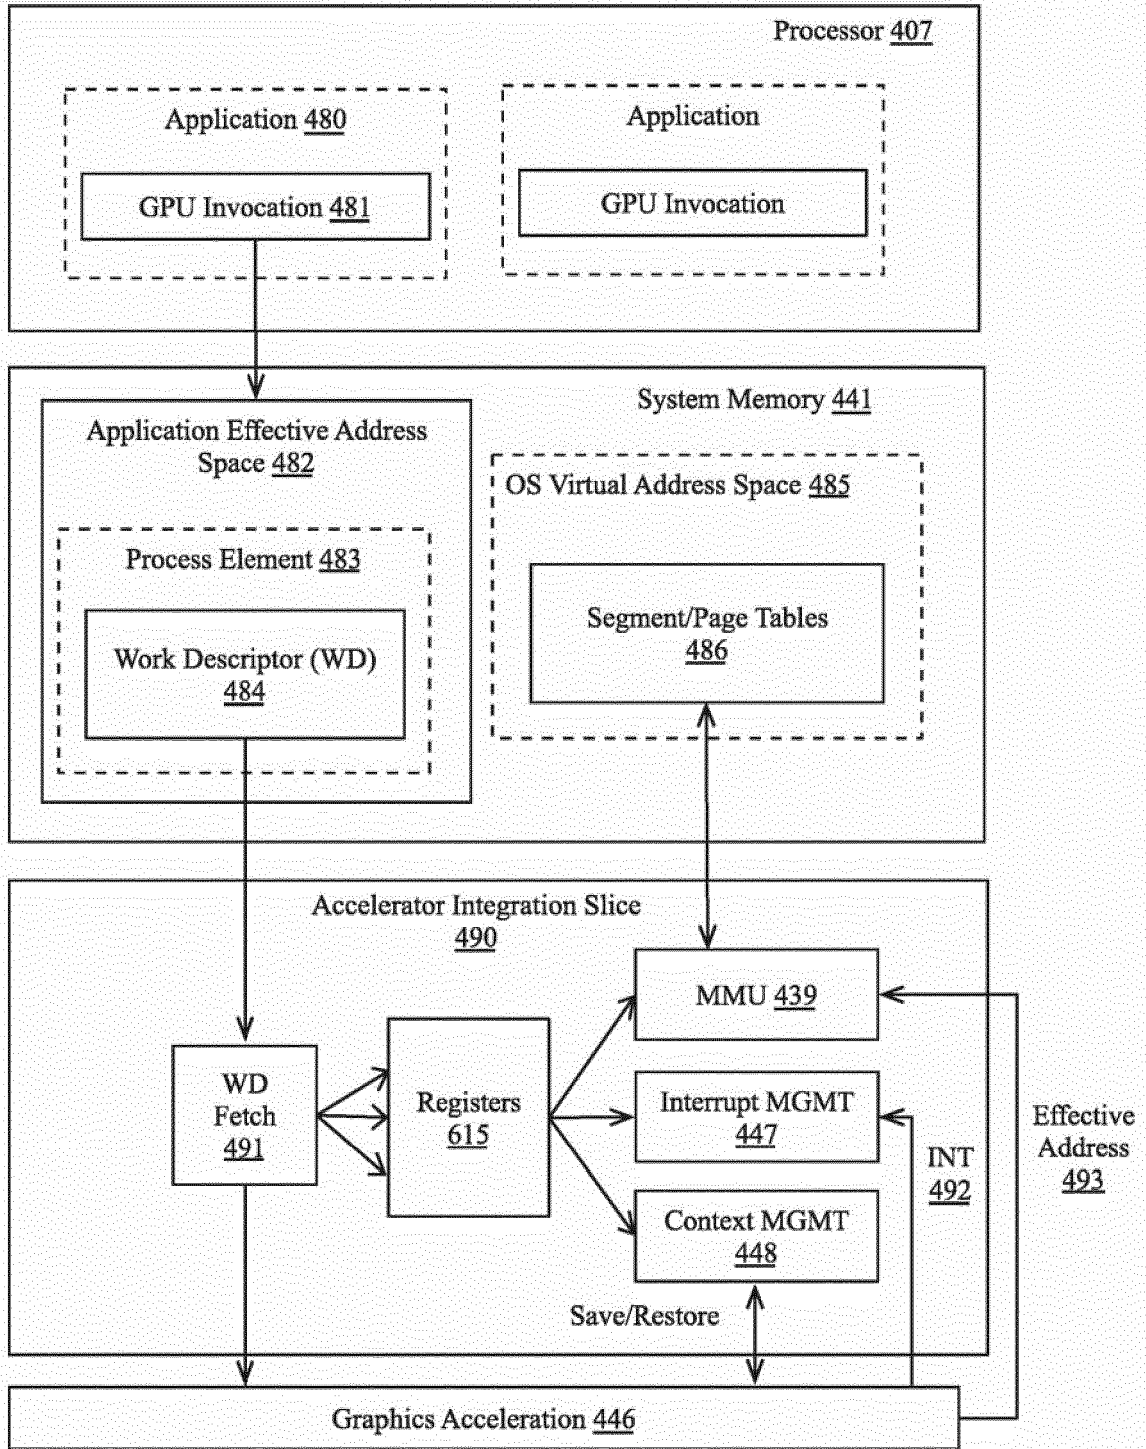 Processor 407
Application 480
GPU Invocation 481
Application
GPU Invocation
System Memory 441
Application Effective Address
Space 482
Process Element 483
Work Descriptor (WD)
484
OS Virtual Address Space 485
Segment/Page Tables
486
Accelerator Integration Slice
490
WD
Fetch
491
Registers
615
MMU 439
Interrupt MGMT
447
Context MGMT
448
Save/Restore
INT
492
Effective
Address
493
Graphics Acceleration 446